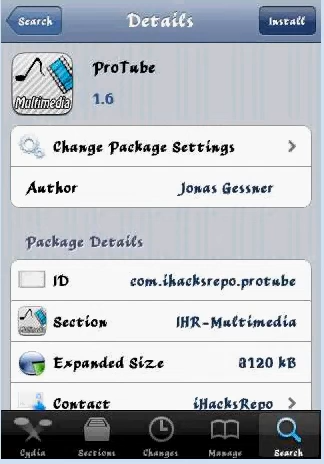 Search Details Install
ProTube
1.6
Multimedia
Change Package Settings
Author Jonas Gessner
Package Details
ID com.ihacksrepo.protube
Section IHR-Multimedia
Expanded Size 3120 kB
Contact iHacksRepo
Cydia Sections Changes Manage Search